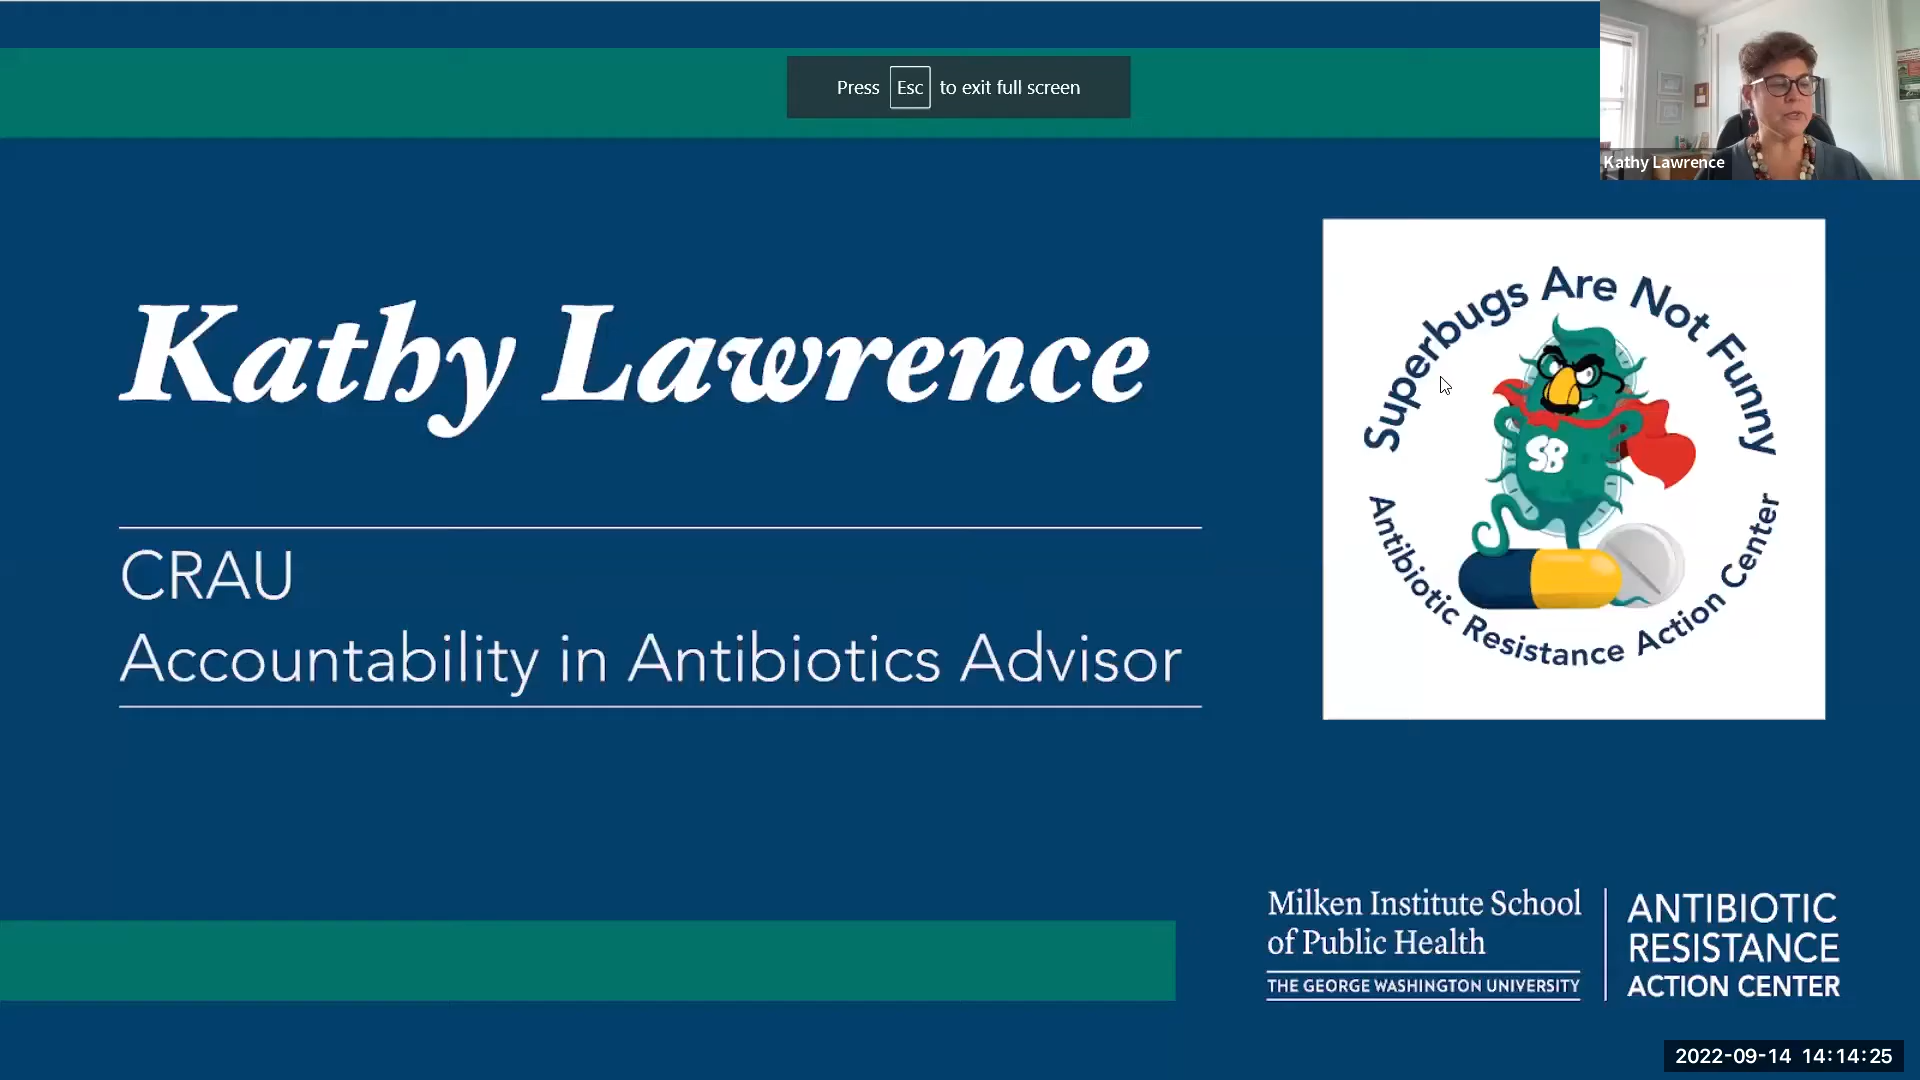 Press Esc to exit full screen
Kathy Lawrence
Kathy Lawrence
CRAU
Accountability in Antibiotics Advisor
Superbugs Are Not Funny
SB
Antibiotic Resistance Action Center
Milken Institute School
of Public Health
THE GEORGE WASHINGTON UNIVERSITY
ANTIBIOTIC
RESISTANCE
ACTION CENTER
2022-09-14 14:14:25